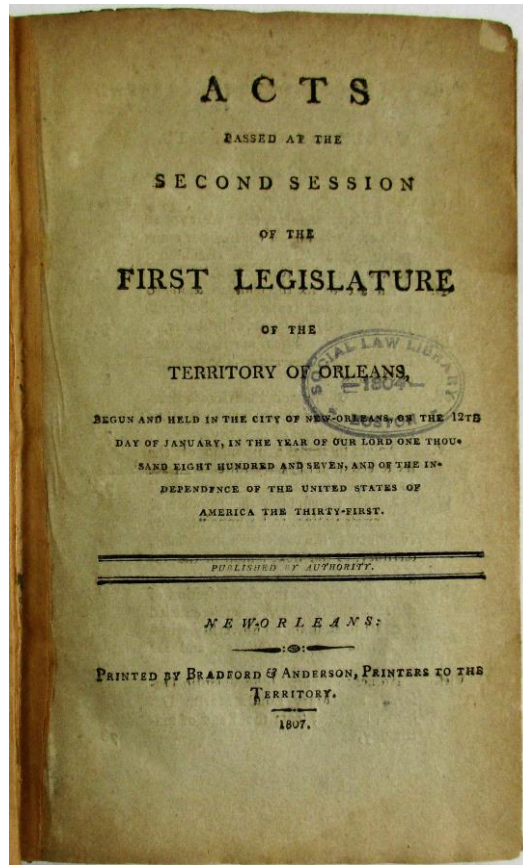 ACTS
PASSED AT THE
SECOND SESSION
OF THE
FIRST LEGISLATURE
OF THE
TERRITORY OF ORLEANS,
BEGUN AND HELD IN THE CITY OF NEW-ORLEANS, ON THE 12TH
DAY OF JANUARY, IN THE YEAR OF OUR LORD ONE THOU-
SAND EIGHT HUNDRED AND SEVEN, AND OF THE IN-
DEPENDENCE OF THE UNITED STATES OF
AMERICA THE THIRTY-FIRST.
SOCIAL LAW LIBRARY
1804
BOSTON
PUBLISHED BY AUTHORITY.
NEW-ORLEANS:
PRINTED BY BRADFORD & ANDERSON, PRINTERS TO THE
TERRITORY.
1807.